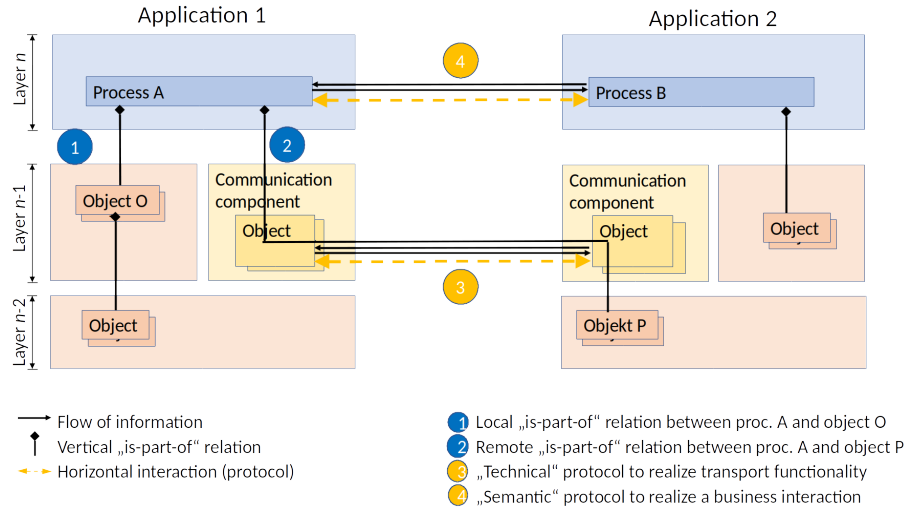 Application 1
Application 2
Layer n
4
Process A
Process B
1
2
Layer n-1
Communication
component
Communication
component
Object O
Object
Object
Object
3
Layer n-2
Object
Objekt P
Flow of information
Vertical „is-part-of“ relation
Horizontal interaction (protocol)
1 Local „is-part-of“ relation between proc. A and object O
2 Remote „is-part-of“ relation between proc. A and object P
3 „Technical“ protocol to realize transport functionality
4 „Semantic“ protocol to realize a business interaction